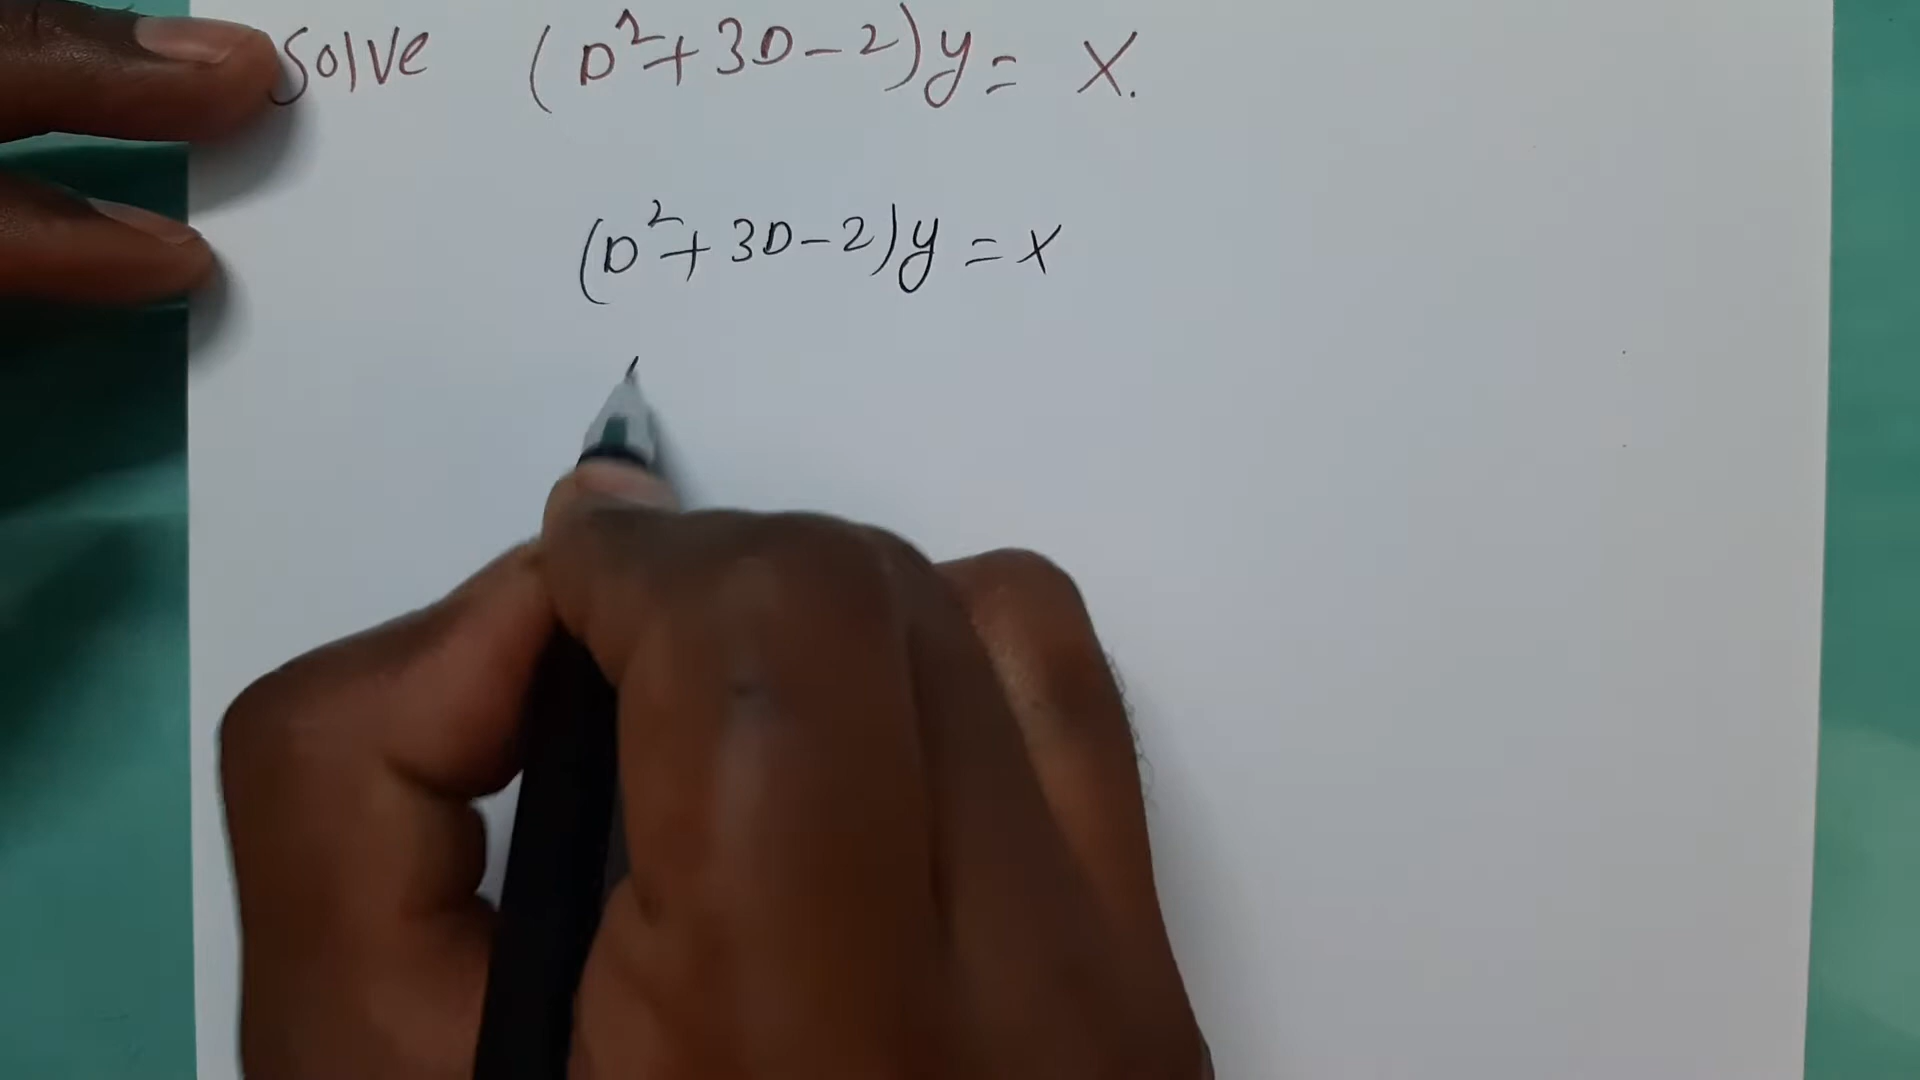 Solve (D²+3D-2)y = x.
(D²+3D-2)y = x